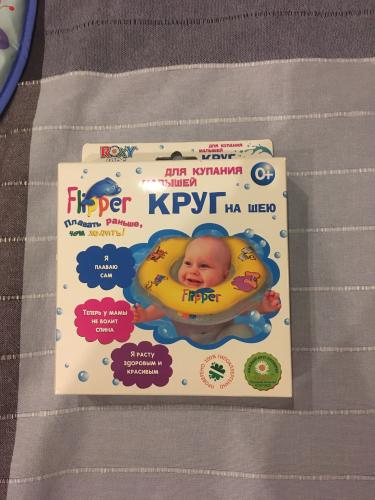 ROXY
ДЛЯ КУПАНИЯ
МАЛЫШЕЙ
КРУГ
ДЛЯ КУПАНИЯ
МАЛЫШЕЙ
0+
Flipper
Плавать раньше,
чем ходить!
КРУГ НА ШЕЮ
Я
ПЛАВАЮ
САМ
Flipper
ТЕПЕРЬ У МАМЫ
НЕ БОЛИТ
СПИНА
Я РАСТУ
ЗДОРОВЫМ И
КРАСИВЫМ
100%